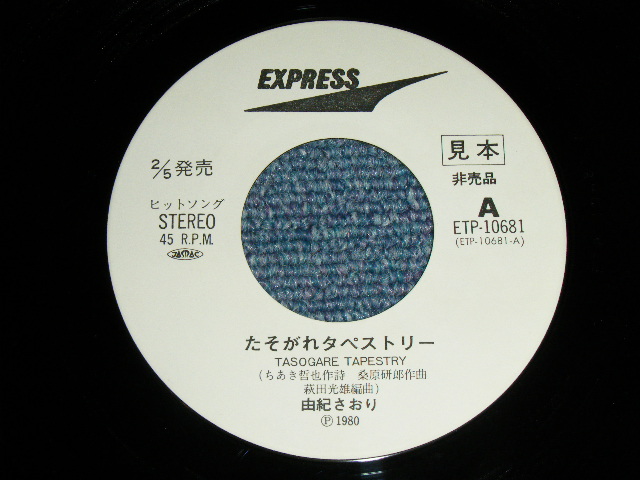 EXPRESS
2/5発売
見本
非売品
ヒットソング
STEREO
45 R.P.M.
JASRAC
A
ETP-10681
(ETP-10681-A)
たそがれタペストリー
TASOGARE TAPESTRY
(ちあき哲也作詩 桑原研郎作曲
萩田光雄編曲)
由紀さおり
Ⓟ 1980